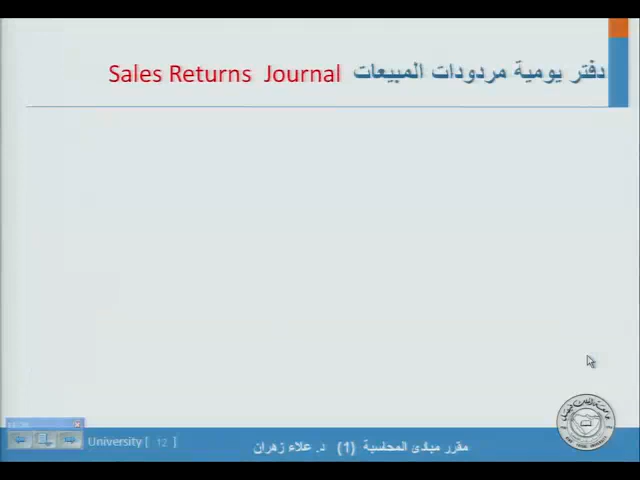 دفتر يومية مردودات المبيعات Sales Returns Journal
University [ 12 ]
مقرر مبادئ المحاسبة (1) د. علاء زهران